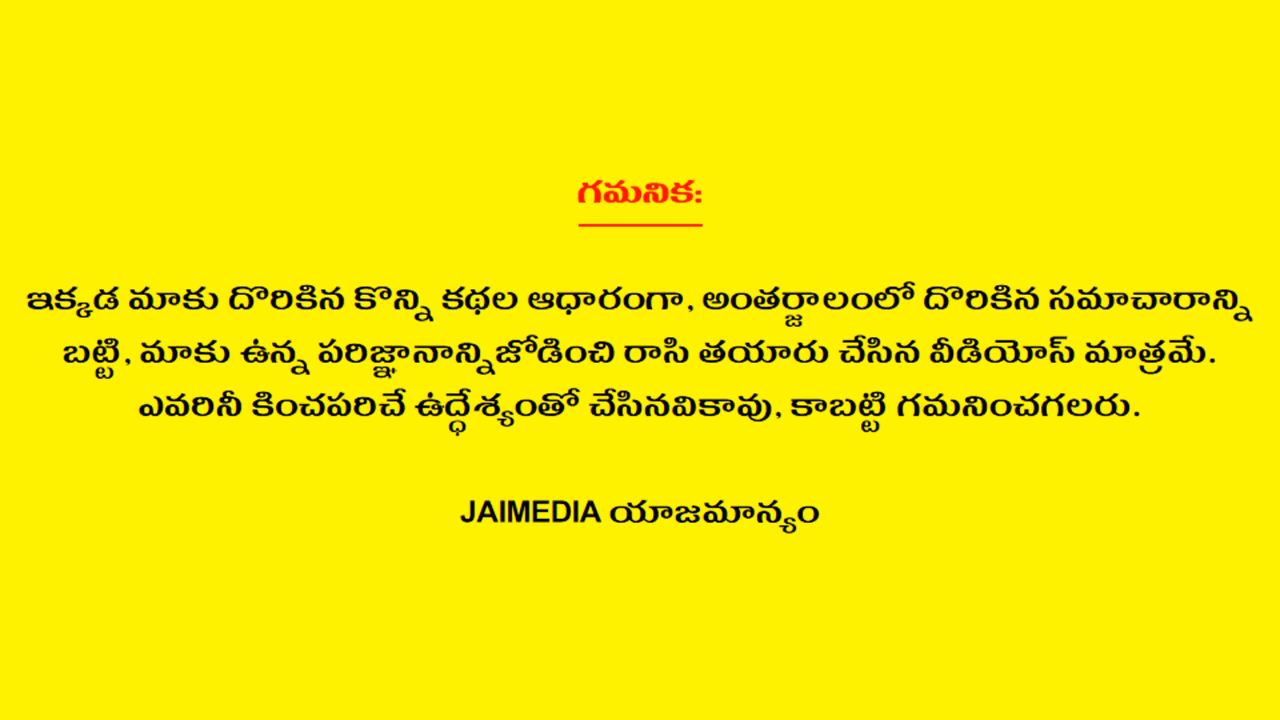 గమనిక:
ఇక్కడ మాకు దొరికిన కొన్ని కథల ఆధారంగా, అంతర్జాలంలో దొరికిన సమాచారాన్ని
బట్టి, మాకు ఉన్న పరిజ్ఞానాన్నిజోడించి రాసి తయారు చేసిన వీడియోస్ మాత్రమే.
ఎవరినీ కించపరిచే ఉద్ధేశ్యంతో చేసినవికావు, కాబట్టి గమనించగలరు.
JAIMEDIA యాజమాన్యం